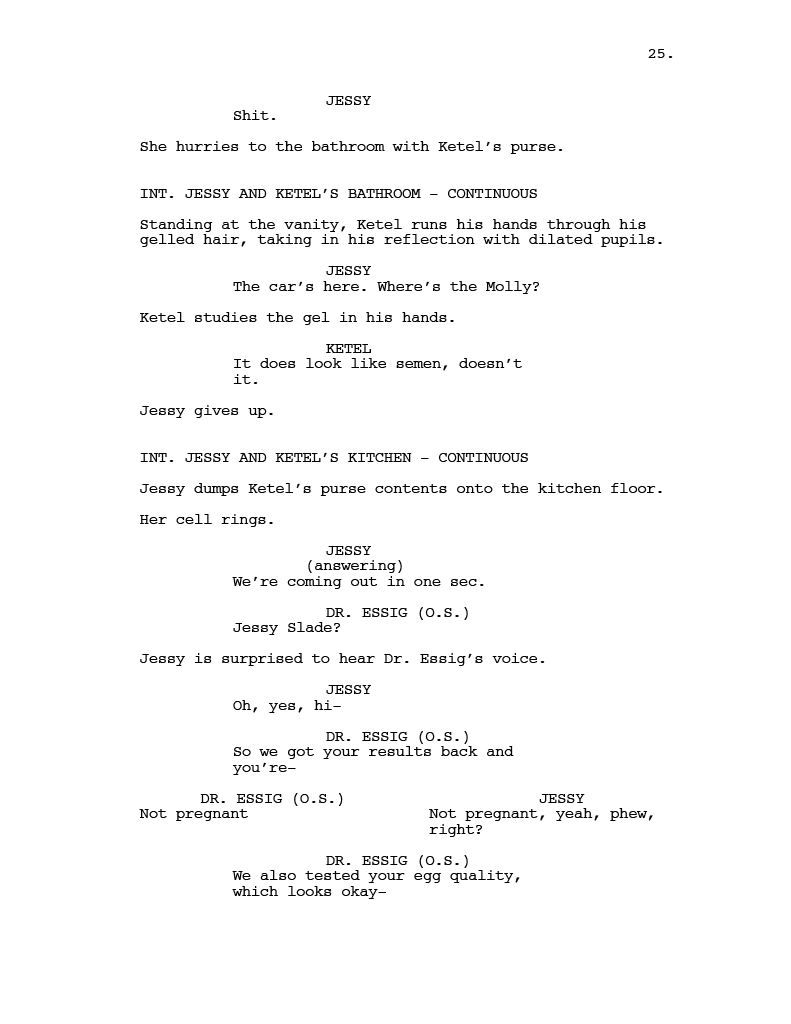 25.
JESSY
Shit.
She hurries to the bathroom with Ketel’s purse.
INT. JESSY AND KETEL’S BATHROOM – CONTINUOUS
Standing at the vanity, Ketel runs his hands through his
gelled hair, taking in his reflection with dilated pupils.
JESSY
The car’s here. Where’s the Molly?
Ketel studies the gel in his hands.
KETEL
It does look like semen, doesn’t
it.
Jessy gives up.
INT. JESSY AND KETEL’S KITCHEN – CONTINUOUS
Jessy dumps Ketel’s purse contents onto the kitchen floor.
Her cell rings.
JESSY
(answering)
We’re coming out in one sec.
DR. ESSIG (O.S.)
Jessy Slade?
Jessy is surprised to hear Dr. Essig’s voice.
JESSY
Oh, yes, hi–
DR. ESSIG (O.S.)
So we got your results back and
you’re–
DR. ESSIG (O.S.)
Not pregnant
JESSY
Not pregnant, yeah, phew,
right?
DR. ESSIG (O.S.)
We also tested your egg quality,
which looks okay–